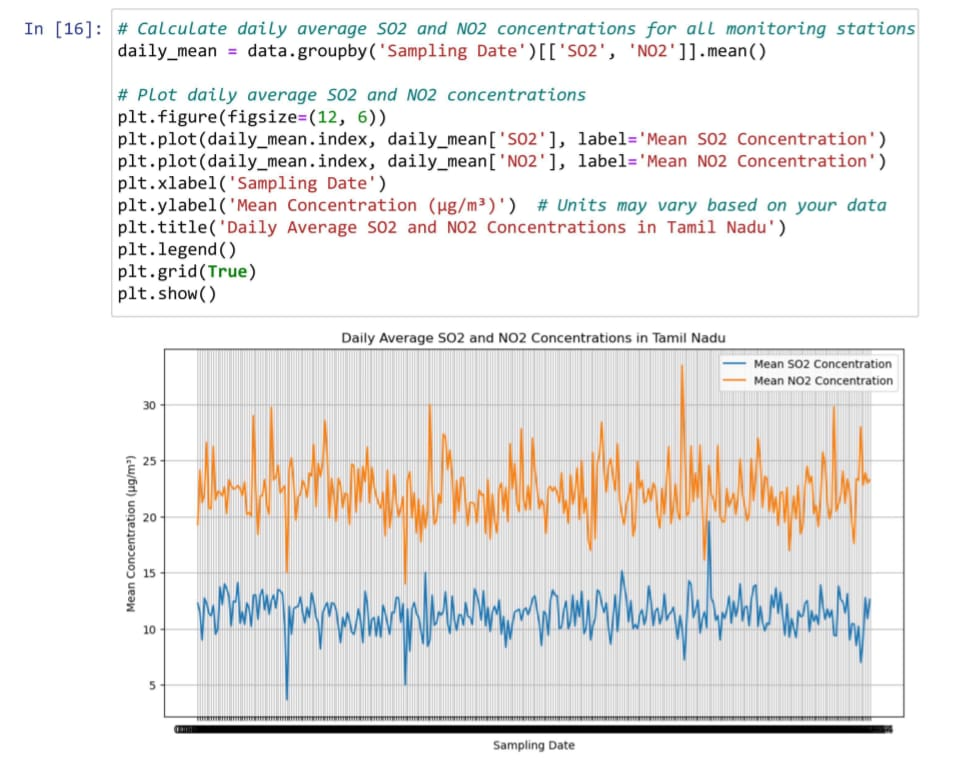 In [16]: # Calculate daily average SO2 and NO2 concentrations for all monitoring stations
daily_mean = data.groupby('Sampling Date')[['SO2', 'NO2']].mean()
# Plot daily average SO2 and NO2 concentrations
plt.figure(figsize=(12, 6))
plt.plot(daily_mean.index, daily_mean['SO2'], label='Mean SO2 Concentration')
plt.plot(daily_mean.index, daily_mean['NO2'], label='Mean NO2 Concentration')
plt.xlabel('Sampling Date')
plt.ylabel('Mean Concentration (µg/m³)')  # Units may vary based on your data
plt.title('Daily Average SO2 and NO2 Concentrations in Tamil Nadu')
plt.legend()
plt.grid(True)
plt.show()
Daily Average SO2 and NO2 Concentrations in Tamil Nadu
Mean SO2 Concentration
Mean NO2 Concentration
Mean Concentration (µg/m³)
30
25
20
15
10
5
Sampling Date